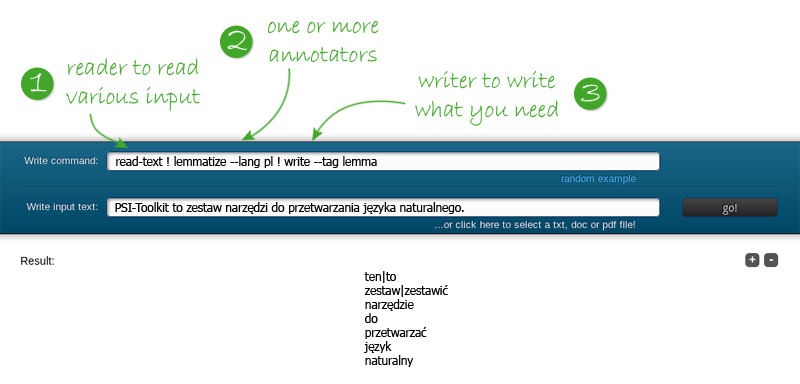 1 reader to read
various input
2 one or more
annotators
writer to write 3
what you need
Write command: read-text ! lemmatize --lang pl ! write --tag lemma
random example
Write input text: PSI-Toolkit to zestaw narzędzi do przetwarzania języka naturalnego. go!
...or click here to select a txt, doc or pdf file!
Result: + -
ten|to
zestaw|zestawić
narzędzie
do
przetwarzać
język
naturalny